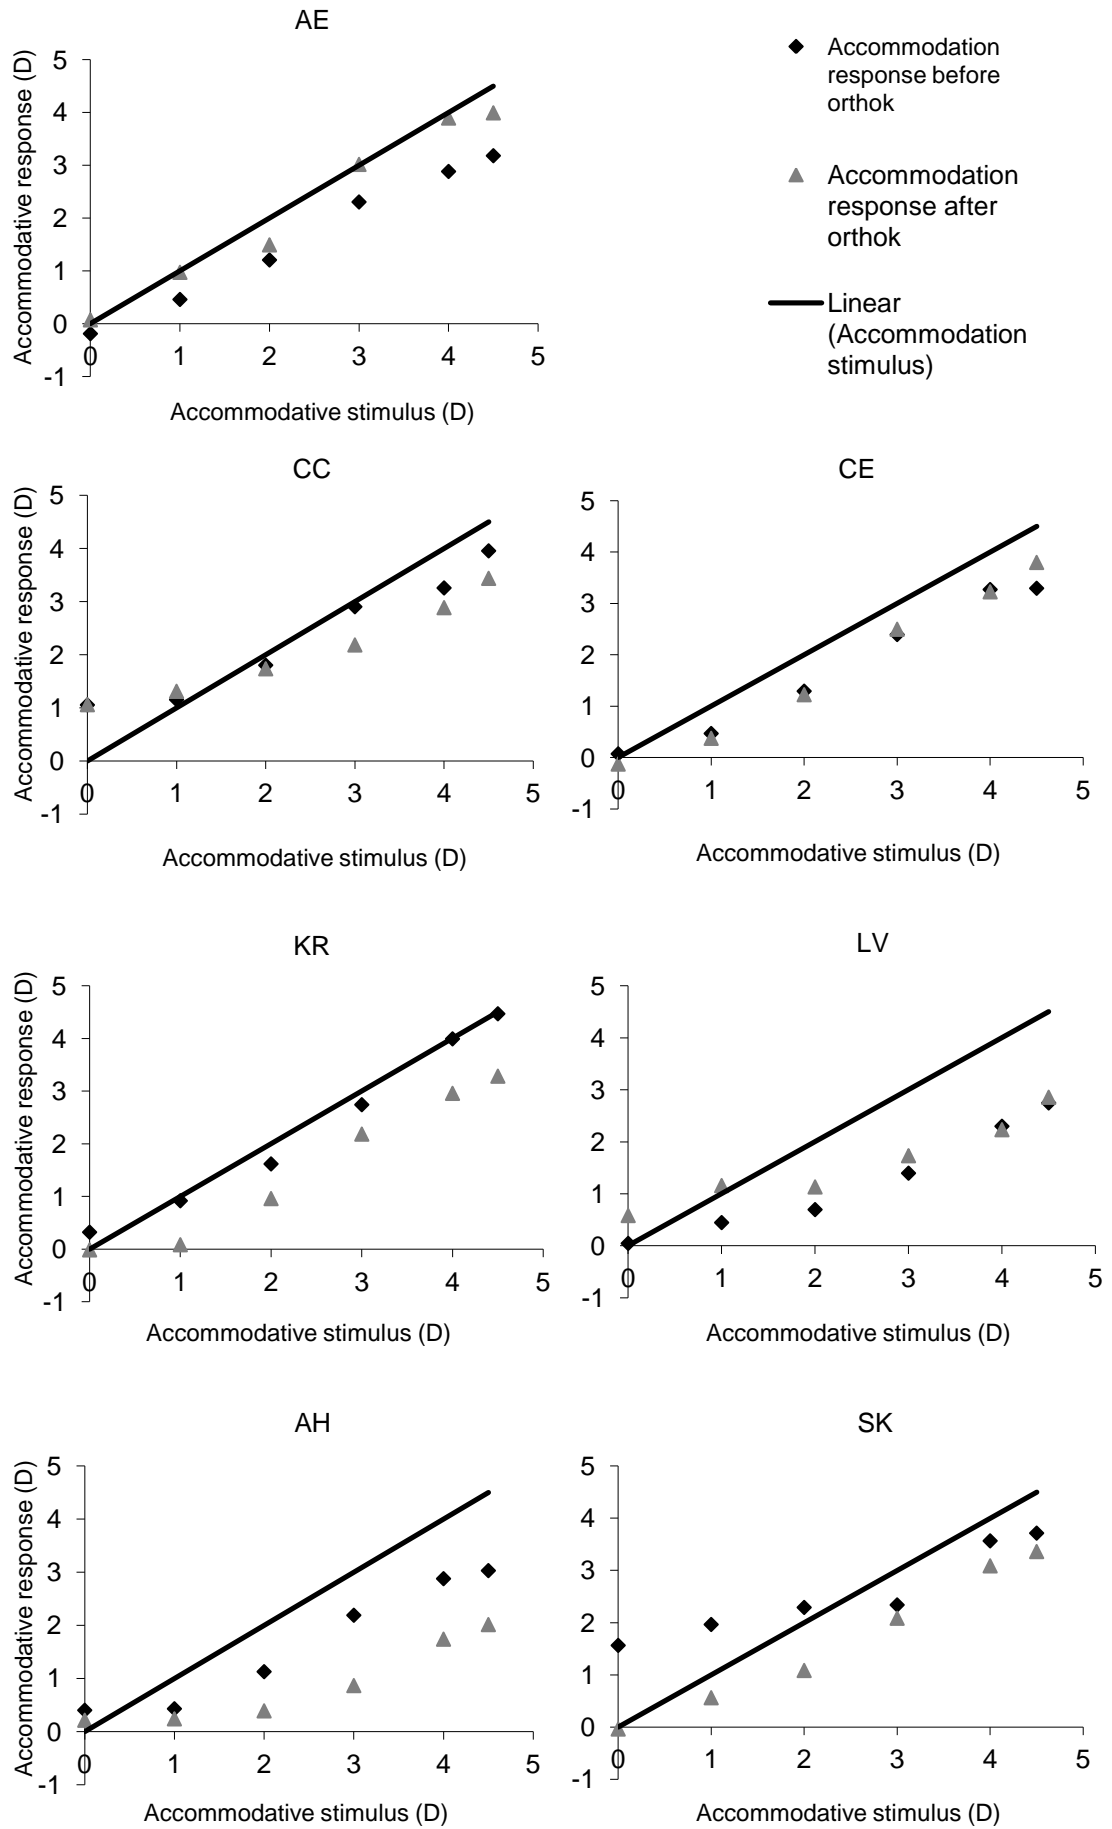 AE
Accommodative response (D)
5
4
3
2
1
0
-1
0 1 2 3 4 5
Accommodative stimulus (D)
Accommodation
response before
orthok
Accommodation
response after
orthok
Linear
(Accommodation
stimulus)
CC
Accommodative response (D)
5
4
3
2
1
0
-1
0 1 2 3 4 5
Accommodative stimulus (D)
CE
5
4
3
2
1
0
-1
0 1 2 3 4 5
Accommodative stimulus (D)
KR
Accommodative response (D)
5
4
3
2
1
0
-1
0 1 2 3 4 5
Accommodative stimulus (D)
LV
5
4
3
2
1
0
-1
0 1 2 3 4 5
Accommodative stimulus (D)
AH
Accommodative response (D)
5
4
3
2
1
0
-1
0 1 2 3 4 5
Accommodative stimulus (D)
SK
5
4
3
2
1
0
-1
0 1 2 3 4 5
Accommodative stimulus (D)